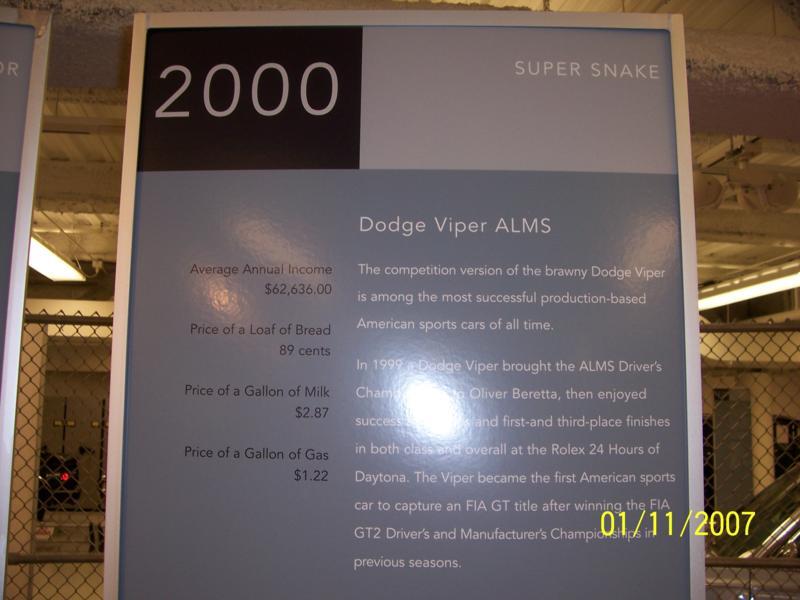 OR
2000
SUPER SNAKE
Dodge Viper ALMS
Average Annual Income
$62,636.00
Price of a Loaf of Bread
89 cents
Price of a Gallon of Milk
$2.87
Price of a Gallon of Gas
$1.22
The competition version of the brawny Dodge Viper
is among the most successful production-based
American sports cars of all time.
In 1999 a Dodge Viper brought the ALMS Driver's
to Oliver Beretta, then enjoyed
and first-and third-place finishes
in both class and overall at the Rolex 24 Hours of
Daytona. The Viper became the first American sports
car to capture an FIA GT title after winning the FIA
GT2 Driver's and Manufacturer's Championships in
previous seasons.
01/11/2007